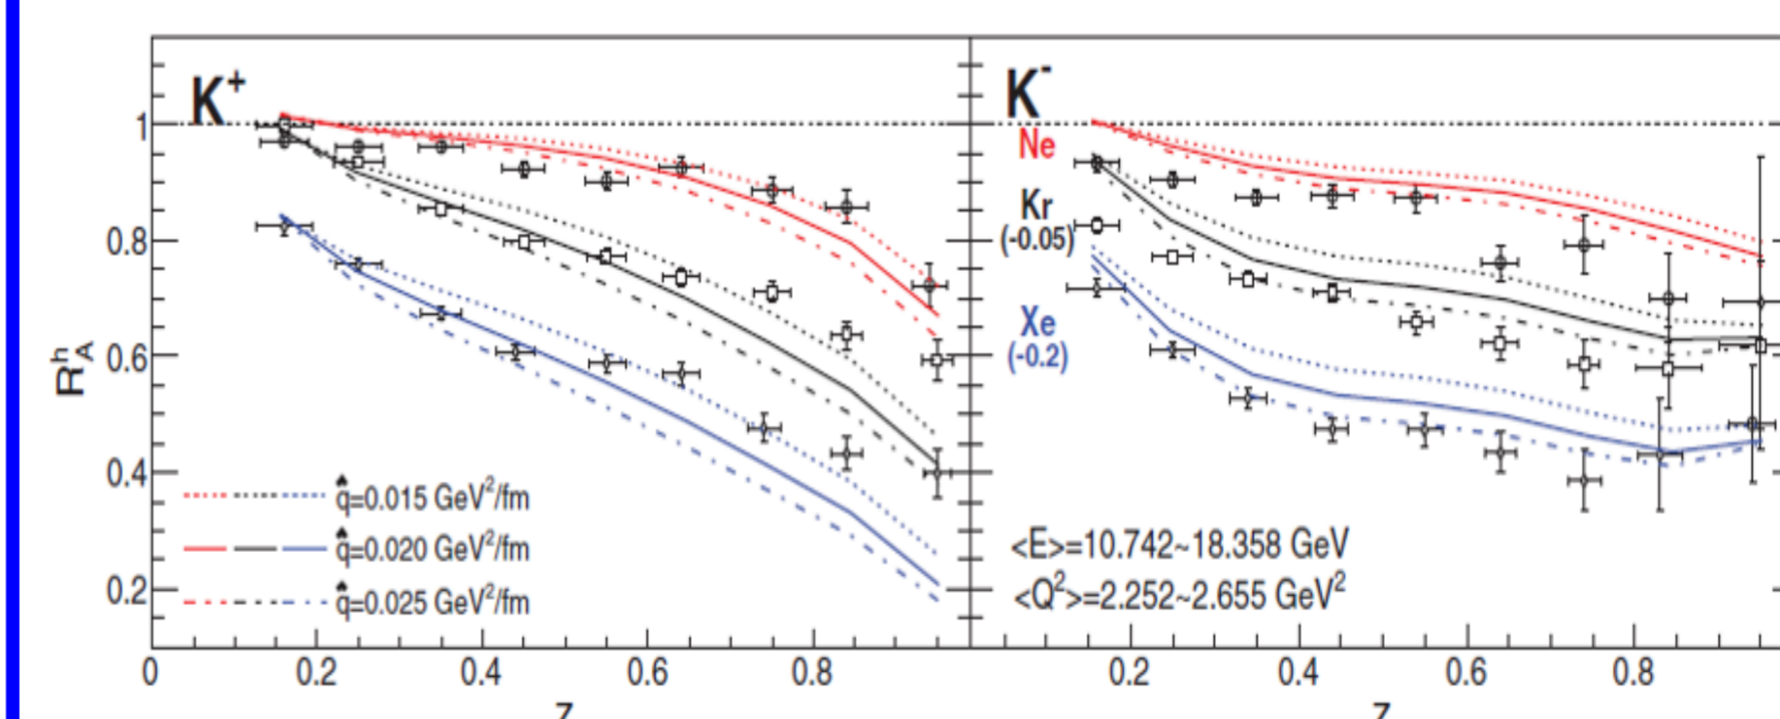 K+
K-
Ne
Kr
(-0.05)
Xe
(-0.2)
1
0.8
0.6
0.4
0.2
R_A^h
q̂=0.015 GeV²/fm
q̂=0.020 GeV²/fm
q̂=0.025 GeV²/fm
<E>=10.742~18.358 GeV
<Q²>=2.252~2.655 GeV²
0 0.2 0.4 0.6 0.8 0.2 0.4 0.6 0.8